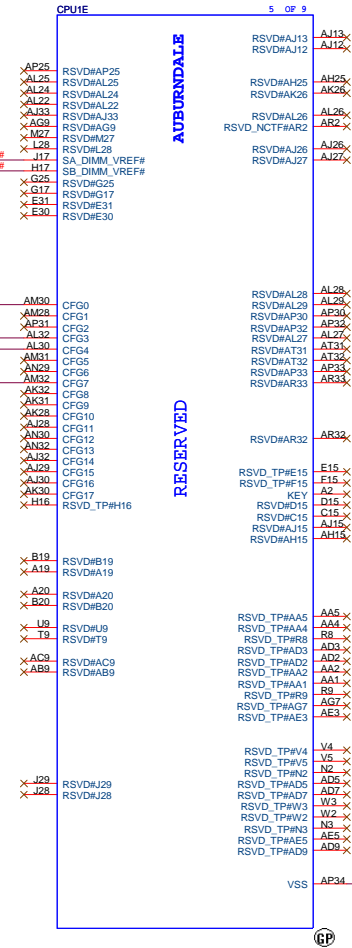 CPU1E 5 OF 9
AUBURNDALE
RESERVED
AP25 RSVD#AP25
AL25 RSVD#AL25
AL24 RSVD#AL24
AL22 RSVD#AL22
AJ33 RSVD#AJ33
AG9 RSVD#AG9
M27 RSVD#M27
L28 RSVD#L28
# J17 SA_DIMM_VREF#
# H17 SB_DIMM_VREF#
G25 RSVD#G25
G17 RSVD#G17
E31 RSVD#E31
E30 RSVD#E30
AM30 CFG0
AM28 CFG1
AP31 CFG2
AL32 CFG3
AL30 CFG4
AM31 CFG5
AN29 CFG6
AM32 CFG7
AK32 CFG8
AK31 CFG9
AK28 CFG10
AJ28 CFG11
AN30 CFG12
AN32 CFG13
AJ32 CFG14
AJ29 CFG15
AJ30 CFG16
AK30 CFG17
H16 RSVD_TP#H16
B19 RSVD#B19
A19 RSVD#A19
A20 RSVD#A20
B20 RSVD#B20
U9 RSVD#U9
T9 RSVD#T9
AC9 RSVD#AC9
AB9 RSVD#AB9
J29 RSVD#J29
J28 RSVD#J28
RSVD#AJ13 AJ13
RSVD#AJ12 AJ12
RSVD#AH25 AH25
RSVD#AK26 AK26
RSVD#AL26 AL26
RSVD_NCTF#AR2 AR2
RSVD#AJ26 AJ26
RSVD#AJ27 AJ27
RSVD#AL28 AL28
RSVD#AL29 AL29
RSVD#AP30 AP30
RSVD#AP32 AP32
RSVD#AL27 AL27
RSVD#AT31 AT31
RSVD#AT32 AT32
RSVD#AP33 AP33
RSVD#AR33 AR33
RSVD#AR32 AR32
RSVD_TP#E15 E15
RSVD_TP#F15 F15
KEY A2
RSVD#D15 D15
RSVD#C15 C15
RSVD#AJ15 AJ15
RSVD#AH15 AH15
RSVD_TP#AA5 AA5
RSVD_TP#AA4 AA4
RSVD_TP#R8 R8
RSVD_TP#AD3 AD3
RSVD_TP#AD2 AD2
RSVD_TP#AA2 AA2
RSVD_TP#AA1 AA1
RSVD_TP#R9 R9
RSVD_TP#AG7 AG7
RSVD_TP#AE3 AE3
RSVD_TP#V4 V4
RSVD_TP#V5 V5
RSVD_TP#N2 N2
RSVD_TP#AD5 AD5
RSVD_TP#AD7 AD7
RSVD_TP#W3 W3
RSVD_TP#W2 W2
RSVD_TP#N3 N3
RSVD_TP#AE5 AE5
RSVD_TP#AD9 AD9
VSS AP34
GP